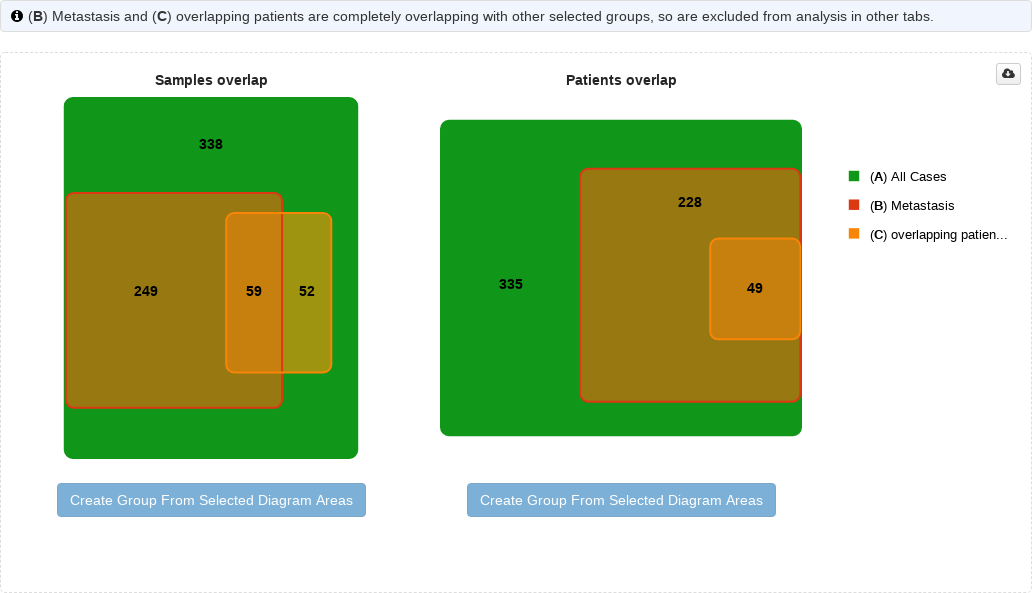 (B) Metastasis and (C) overlapping patients are completely overlapping with other selected groups, so are excluded from analysis in other tabs.
Samples overlap
338
249
59
52
Create Group From Selected Diagram Areas
Patients overlap
228
335
49
Create Group From Selected Diagram Areas
(A) All Cases
(B) Metastasis
(C) overlapping patien...